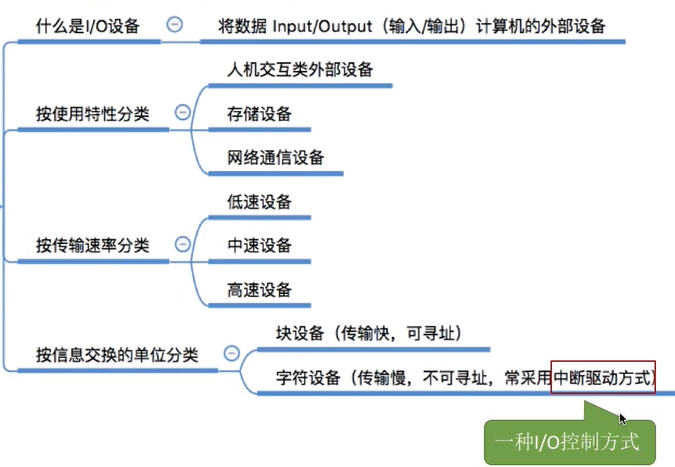 什么是I/O设备
将数据 Input/Output（输入/输出）计算机的外部设备
按使用特性分类
人机交互类外部设备
存储设备
网络通信设备
按传输速率分类
低速设备
中速设备
高速设备
按信息交换的单位分类
块设备（传输快，可寻址）
字符设备（传输慢，不可寻址，常采用中断驱动方式）
一种I/O控制方式